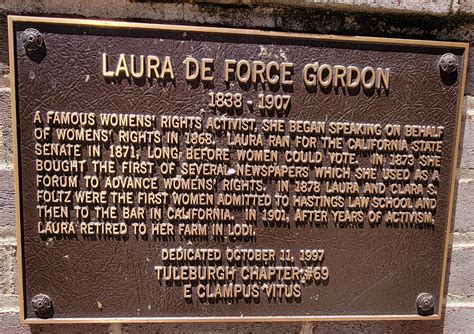 LAURA DE FORCE GORDON
1838 - 1907
A FAMOUS WOMENS' RIGHTS ACTIVIST, SHE BEGAN SPEAKING ON BEHALF
OF WOMENS' RIGHTS IN 1868. LAURA RAN FOR THE CALIFORNIA STATE
SENATE IN 1871, LONG BEFORE WOMEN COULD VOTE. IN 1873 SHE
BOUGHT THE FIRST OF SEVERAL NEWSPAPERS WHICH SHE USED AS A
FORUM TO ADVANCE WOMENS' RIGHTS. IN 1878 LAURA AND CLARA S.
FOLTZ WERE THE FIRST WOMEN ADMITTED TO HASTINGS LAW SCHOOL AND
THEN TO THE BAR IN CALIFORNIA. IN 1901, AFTER YEARS OF ACTIVISM,
LAURA RETIRED TO HER FARM IN LODI.
DEDICATED OCTOBER 11, 1997
TULEBURGH CHAPTER #69
E CLAMPUS VITUS